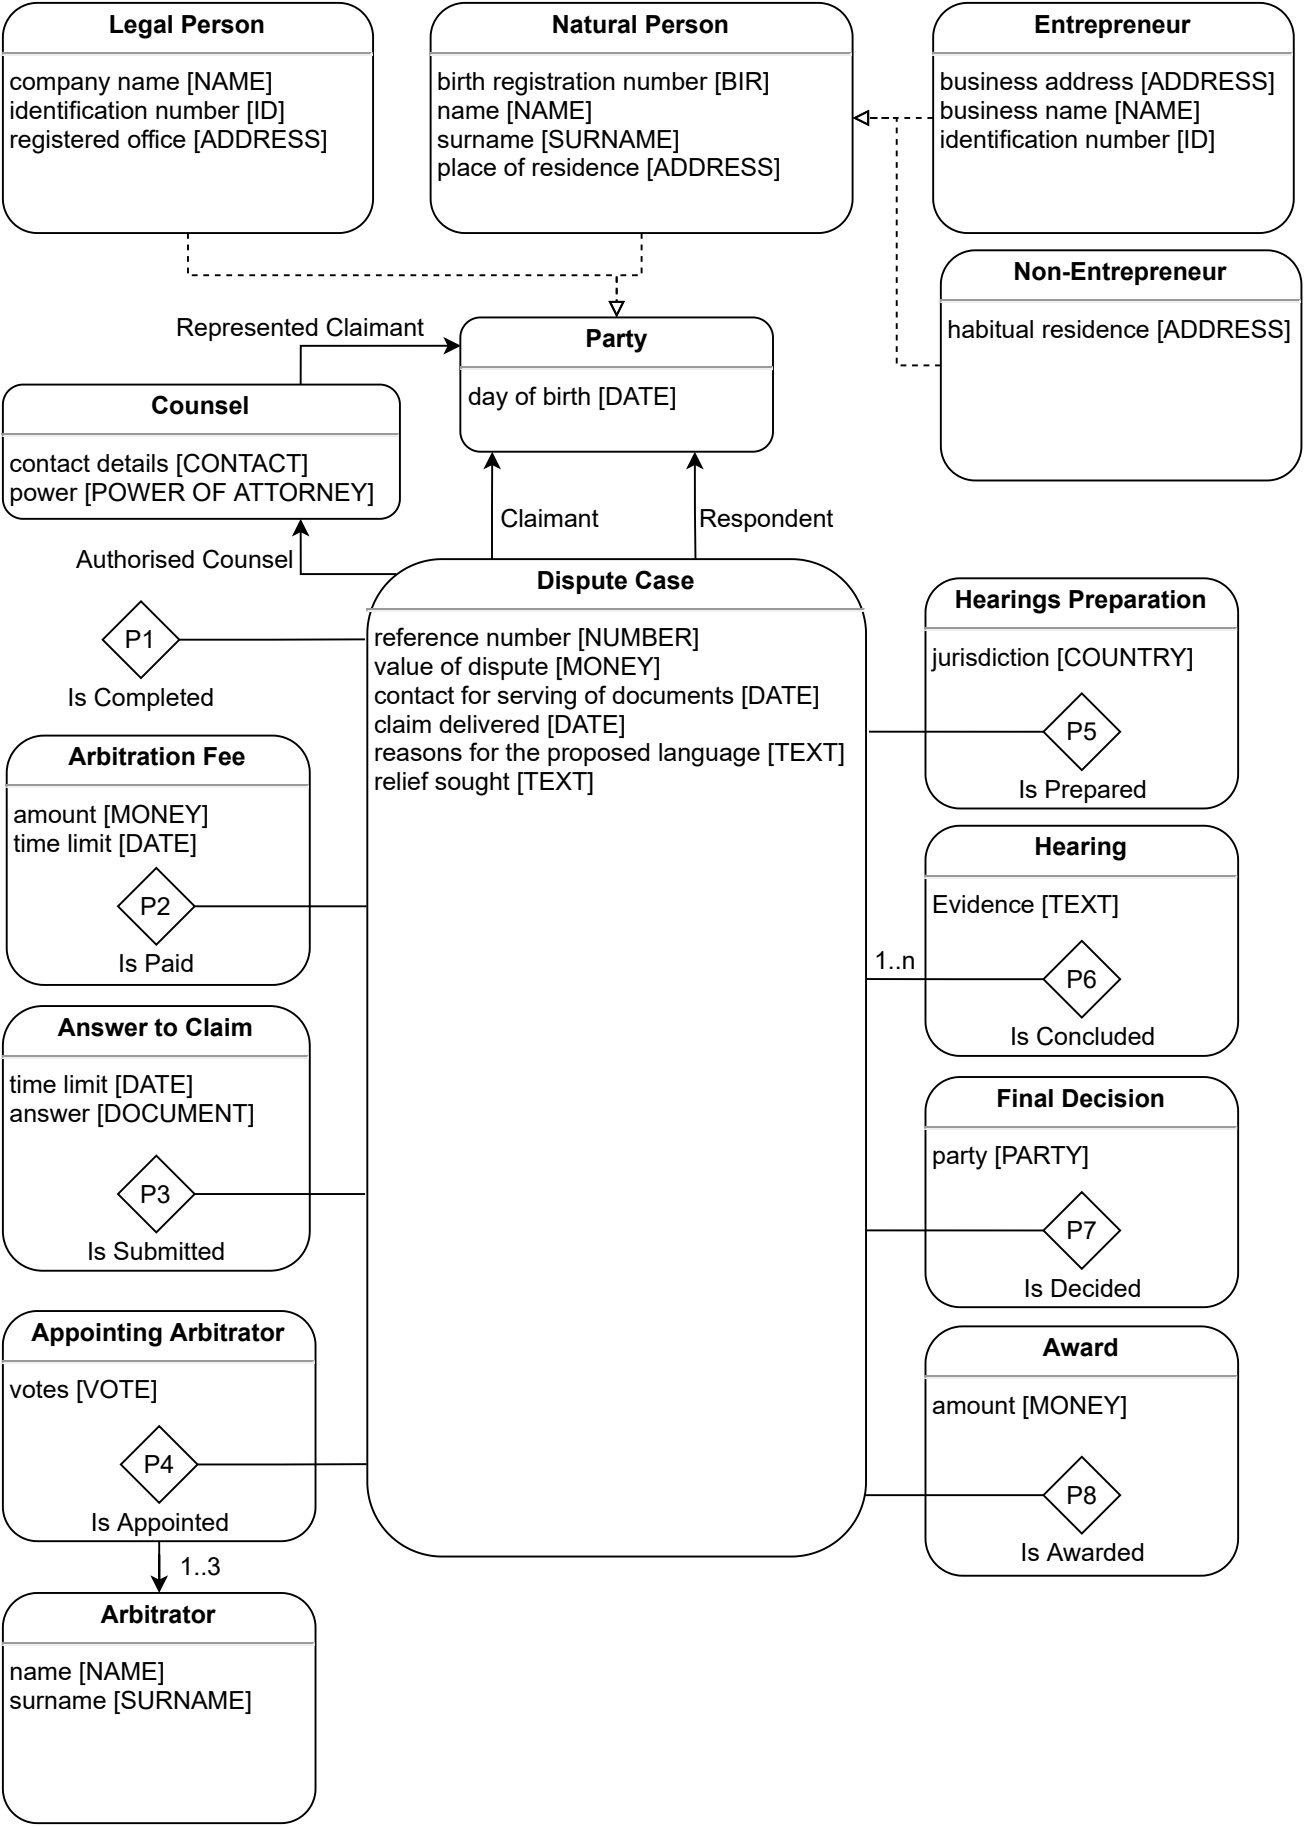 Legal Person
company name [NAME]
identification number [ID]
registered office [ADDRESS]
Natural Person
birth registration number [BIR]
name [NAME]
surname [SURNAME]
place of residence [ADDRESS]
Entrepreneur
business address [ADDRESS]
business name [NAME]
identification number [ID]
Non-Entrepreneur
habitual residence [ADDRESS]
Represented Claimant
Party
day of birth [DATE]
Counsel
contact details [CONTACT]
power [POWER OF ATTORNEY]
Claimant
Respondent
Authorised Counsel
Dispute Case
reference number [NUMBER]
value of dispute [MONEY]
contact for serving of documents [DATE]
claim delivered [DATE]
reasons for the proposed language [TEXT]
relief sought [TEXT]
P1
Is Completed
Arbitration Fee
amount [MONEY]
time limit [DATE]
P2
Is Paid
Answer to Claim
time limit [DATE]
answer [DOCUMENT]
P3
Is Submitted
Appointing Arbitrator
votes [VOTE]
P4
Is Appointed
1..3
Arbitrator
name [NAME]
surname [SURNAME]
Hearings Preparation
jurisdiction [COUNTRY]
P5
Is Prepared
Hearing
Evidence [TEXT]
1..n
P6
Is Concluded
Final Decision
party [PARTY]
P7
Is Decided
Award
amount [MONEY]
P8
Is Awarded